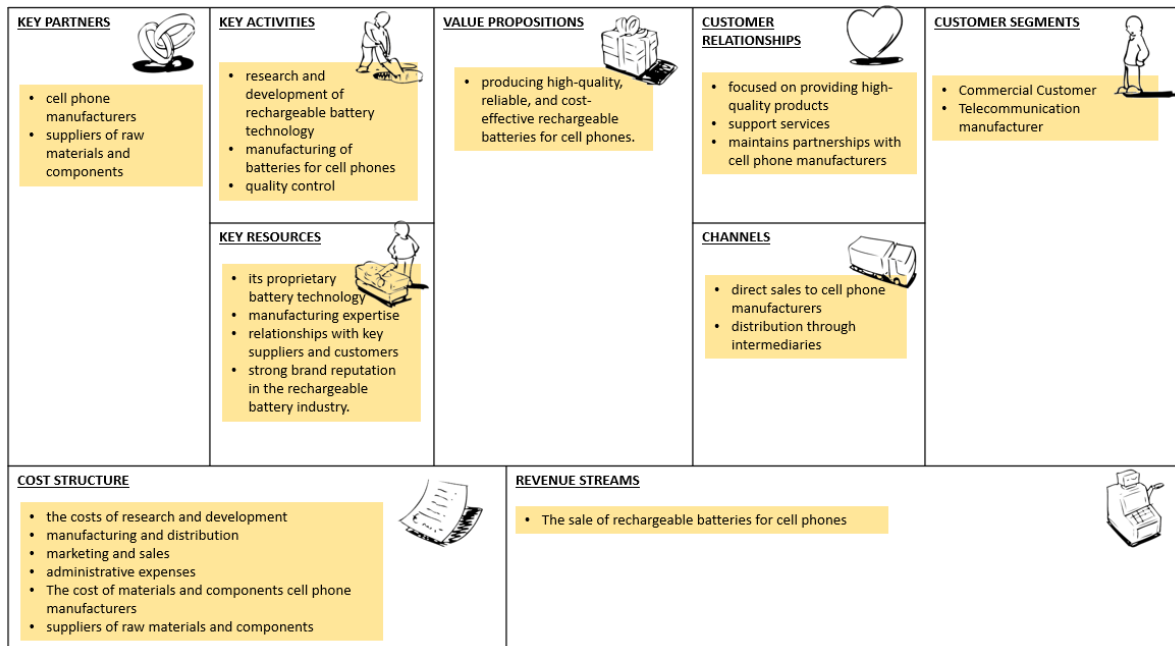 KEY PARTNERS
• cell phone
manufacturers
• suppliers of raw
materials and
components
KEY ACTIVITIES
• research and
development of
rechargeable battery
technology
• manufacturing of
batteries for cell phones
• quality control
KEY RESOURCES
• its proprietary
battery technology
• manufacturing expertise
• relationships with key
suppliers and customers
• strong brand reputation
in the rechargeable
battery industry.
VALUE PROPOSITIONS
• producing high-quality,
reliable, and cost-
effective rechargeable
batteries for cell phones.
CUSTOMER
RELATIONSHIPS
• focused on providing high-
quality products
• support services
• maintains partnerships with
cell phone manufacturers
CHANNELS
• direct sales to cell phone
manufacturers
• distribution through
intermediaries
CUSTOMER SEGMENTS
• Commercial Customer
• Telecommunication
manufacturer
COST STRUCTURE
• the costs of research and development
• manufacturing and distribution
• marketing and sales
• administrative expenses
• The cost of materials and components cell phone
manufacturers
• suppliers of raw materials and components
REVENUE STREAMS
• The sale of rechargeable batteries for cell phones